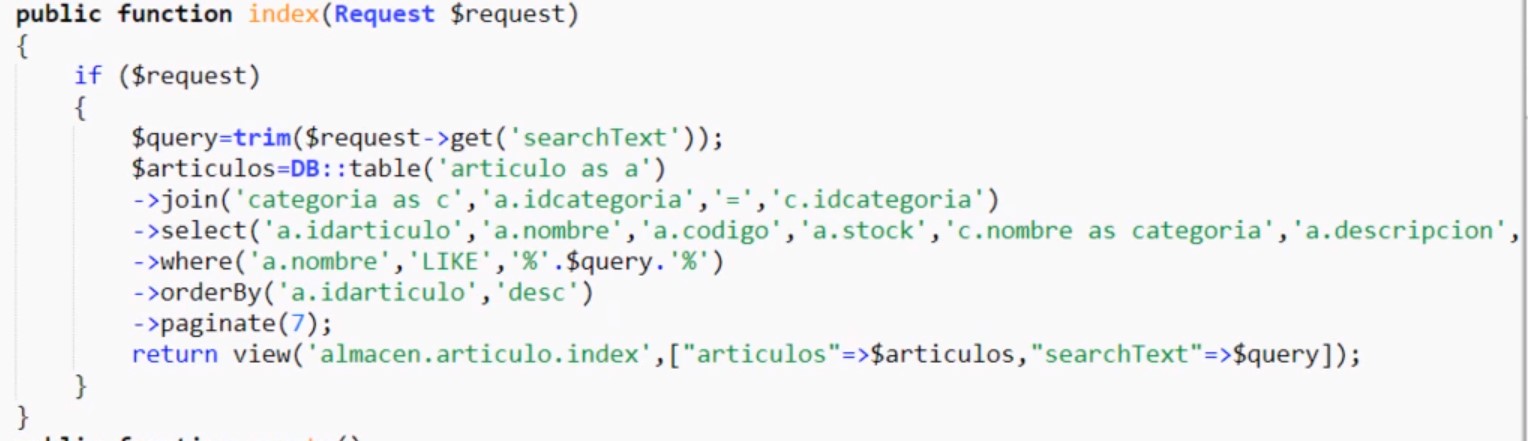 public function index(Request $request)
{
if ($request)
{
$query=trim($request->get('searchText'));
$articulos=DB::table('articulo as a')
->join('categoria as c','a.idcategoria','=','c.idcategoria')
->select('a.idarticulo','a.nombre','a.codigo','a.stock','c.nombre as categoria','a.descripcion',
->where('a.nombre','LIKE','%'.$query.'%')
->orderBy('a.idarticulo','desc')
->paginate(7);
return view('almacen.articulo.index',["articulos"=>$articulos,"searchText"=>$query]);
}
}